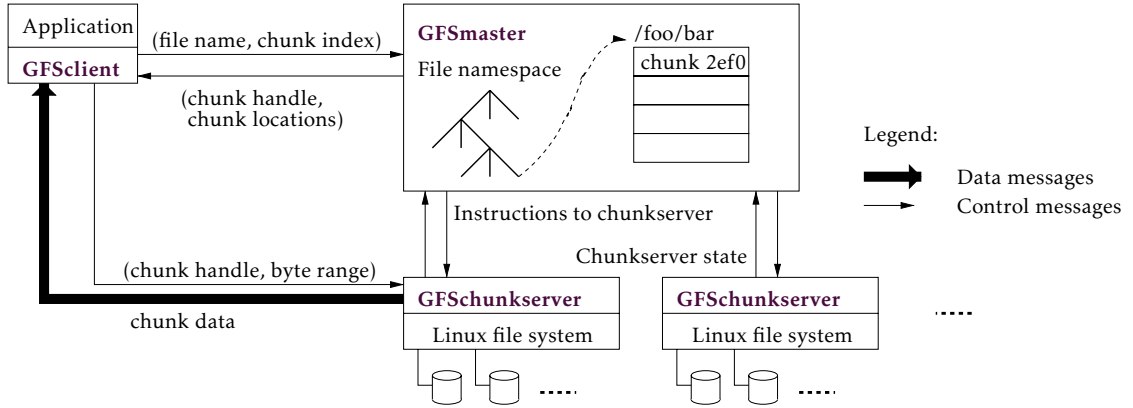 Application
GFSclient
(file name, chunk index)
(chunk handle,
chunk locations)
GFSmaster
File namespace
/foo/bar
chunk 2ef0
Legend:
Data messages
Control messages
Instructions to chunkserver
Chunkserver state
(chunk handle, byte range)
chunk data
GFSchunkserver
Linux file system
GFSchunkserver
Linux file system